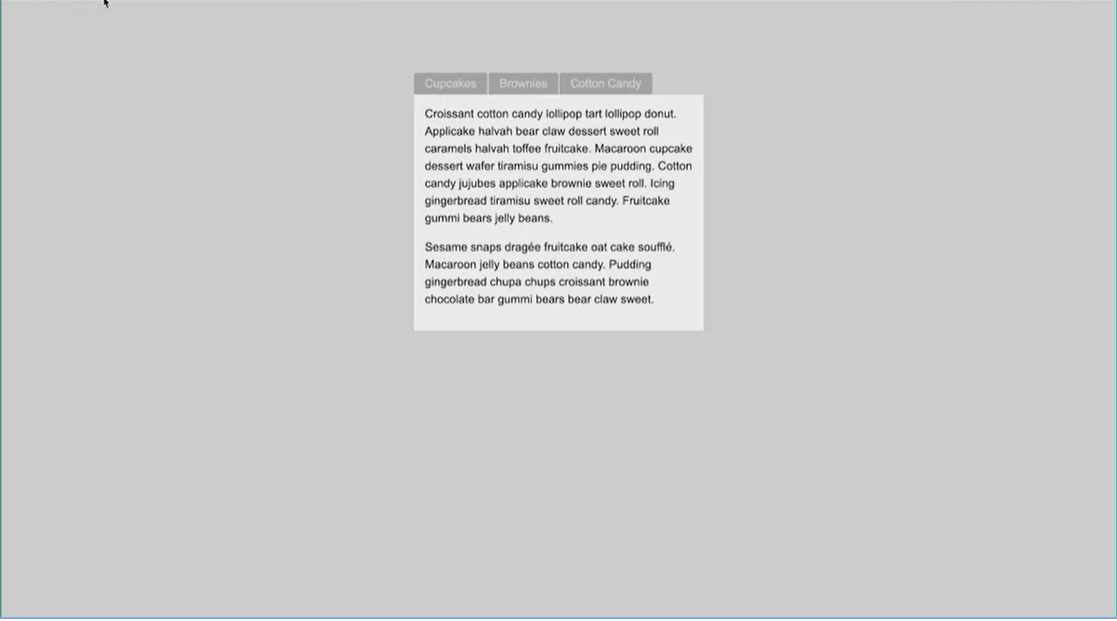 Cupcakes Brownies Cotton Candy
Croissant cotton candy lollipop tart lollipop donut.
Applicake halvah bear claw dessert sweet roll
caramels halvah toffee fruitcake. Macaroon cupcake
dessert wafer tiramisu gummies pie pudding. Cotton
candy jujubes applicake brownie sweet roll. Icing
gingerbread tiramisu sweet roll candy. Fruitcake
gummi bears jelly beans.
Sesame snaps dragée fruitcake oat cake soufflé.
Macaroon jelly beans cotton candy. Pudding
gingerbread chupa chups croissant brownie
chocolate bar gummi bears bear claw sweet.